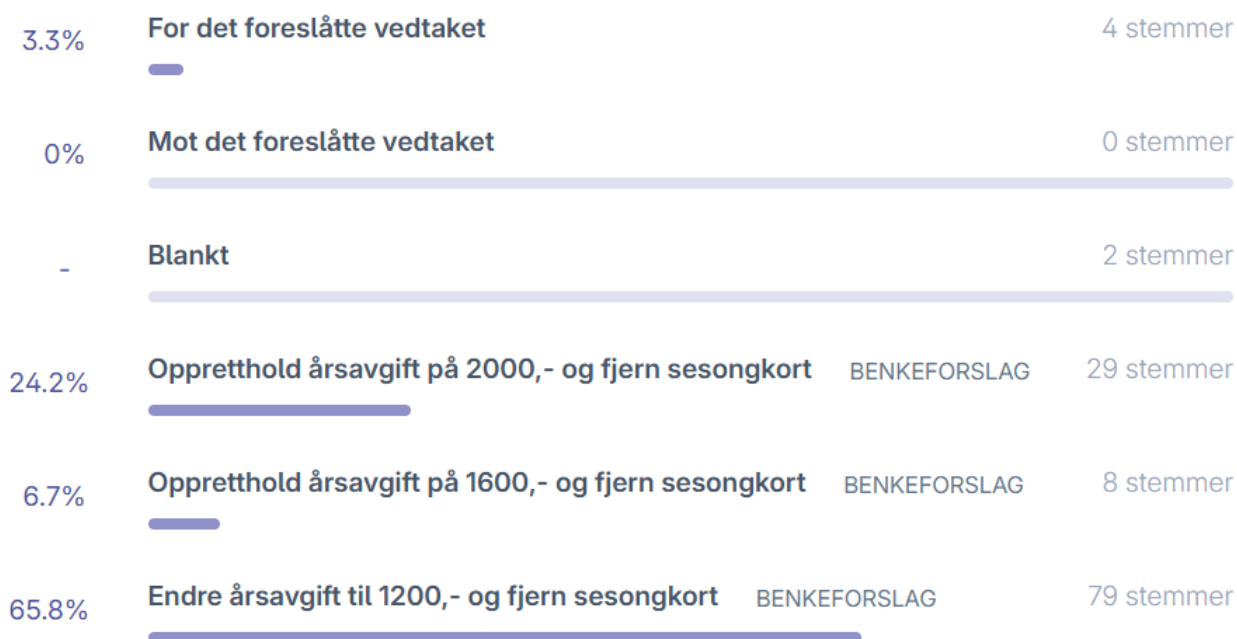 3.3% For det foreslåtte vedtaket 4 stemmer
0% Mot det foreslåtte vedtaket 0 stemmer
- Blankt 2 stemmer
24.2% Oppretthold årsavgift på 2000,- og fjern sesongkort BENKEFORSLAG 29 stemmer
6.7% Oppretthold årsavgift på 1600,- og fjern sesongkort BENKEFORSLAG 8 stemmer
65.8% Endre årsavgift til 1200,- og fjern sesongkort BENKEFORSLAG 79 stemmer